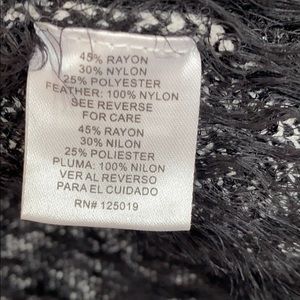 45% RAYON
30% NYLON
25% POLYESTER
FEATHER: 100% NYLON
SEE REVERSE
FOR CARE
45% RAYON
30% NILON
25% POLIESTER
PLUMA: 100% NILON
VER AL REVERSO
PARA EL CUIDADO
RN# 125019